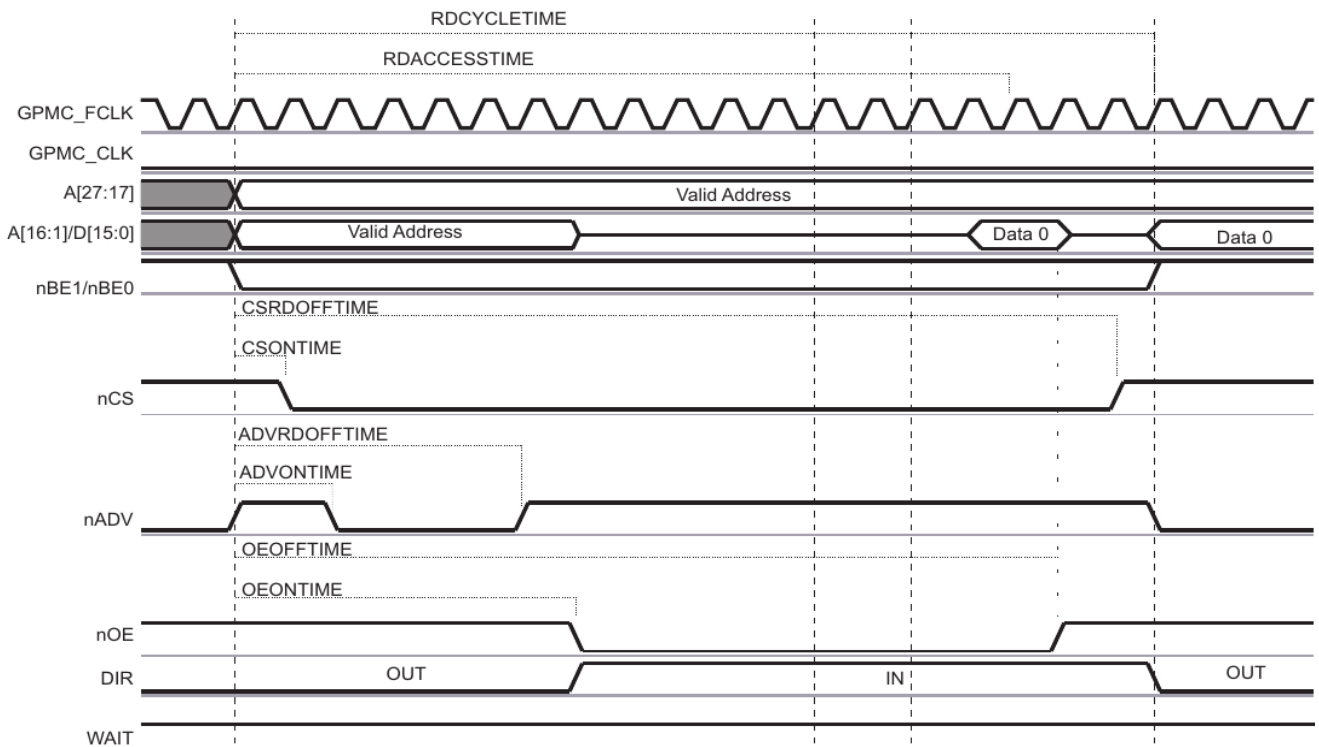 RDCYCLETIME
RDACCESSTIME
GPMC_FCLK
GPMC_CLK
A[27:17] Valid Address
A[16:1]/D[15:0] Valid Address Data 0 Data 0
nBE1/nBE0
CSRDOFFTIME
CSONTIME
nCS
ADVRDOFFTIME
ADVONTIME
nADV
OEOFFTIME
OEONTIME
nOE
DIR OUT IN OUT
WAIT